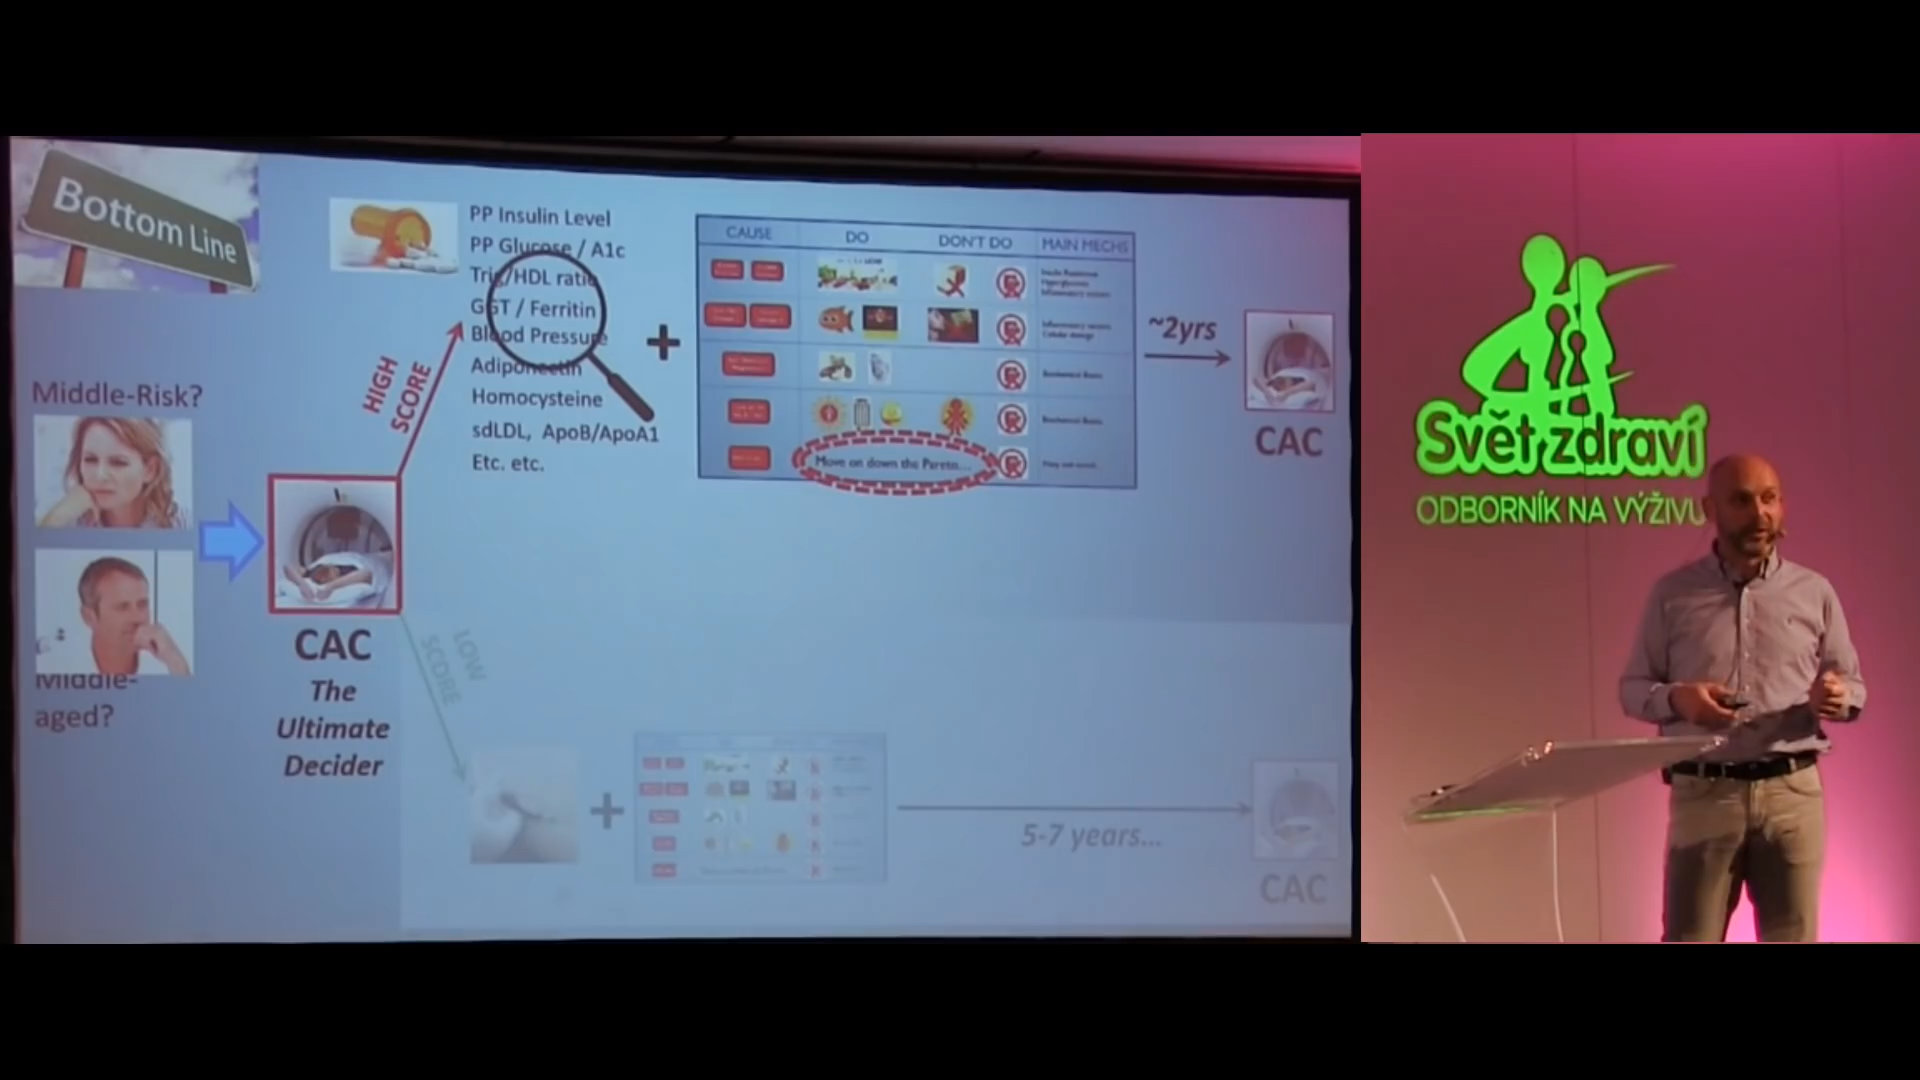 Bottom Line
Middle-Risk?
Middle-
aged?
CAC
The
Ultimate
Decider
HIGH
SCORE
LOW
SCORE
PP Insulin Level
PP Glucose / A1c
Trig/HDL ratio
GGT / Ferritin
Blood Pressure
Adiponectin
Homocysteine
sdLDL, ApoB/ApoA1
Etc. etc.
+
CAUSE DO DON'T DO MAIN MECHS
Move on down the Pareto...
~2yrs
CAC
+
5-7 years...
CAC
Svět zdraví
ODBORNÍK NA VÝŽIVU